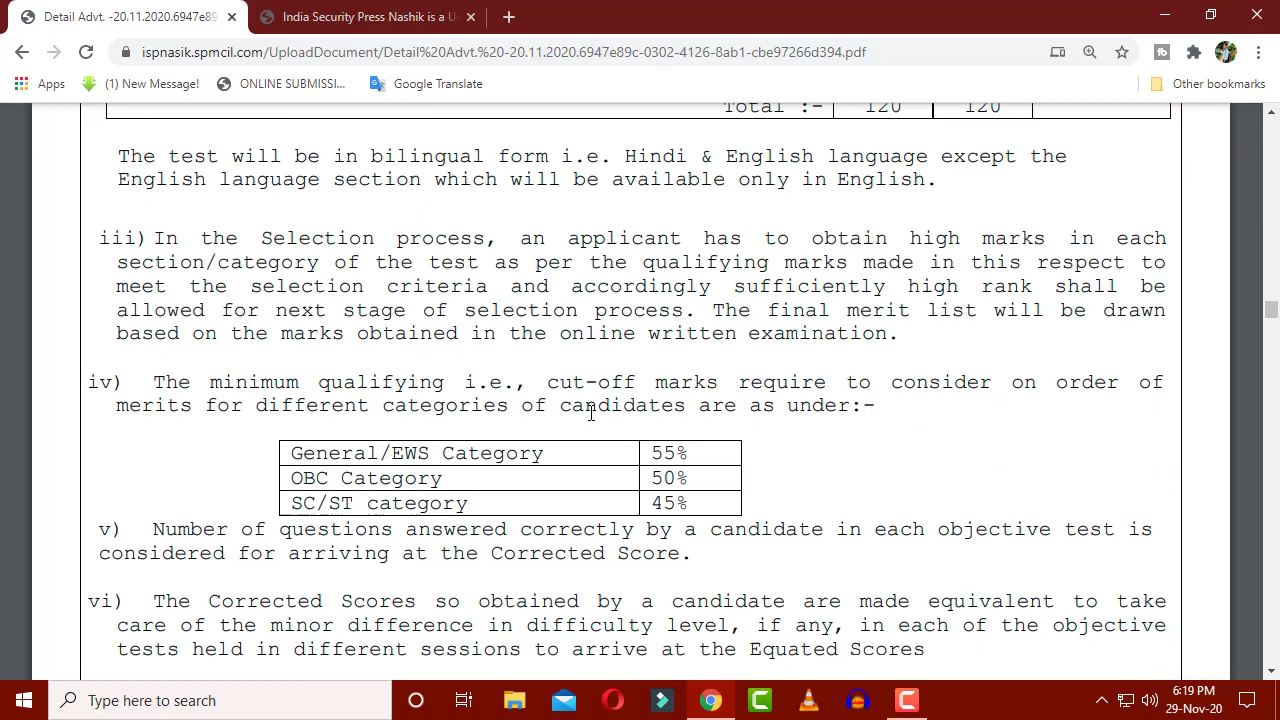 Detail Advt. -20.11.2020.6947e89
India Security Press Nashik is a U
ispnasik.spmcil.com/UploadDocument/Detail%20Advt.%20-20.11.2020.6947e89c-0302-4126-8ab1-cbe97266d394.pdf
Apps
(1) New Message!
ONLINE SUBMISSI...
Google Translate
Other bookmarks
Total :- 120 120
The test will be in bilingual form i.e. Hindi & English language except the
English language section which will be available only in English.
iii) In the Selection process, an applicant has to obtain high marks in each
section/category of the test as per the qualifying marks made in this respect to
meet the selection criteria and accordingly sufficiently high rank shall be
allowed for next stage of selection process. The final merit list will be drawn
based on the marks obtained in the online written examination.
iv) The minimum qualifying i.e., cut-off marks require to consider on order of
merits for different categories of candidates are as under:-
General/EWS Category 55%
OBC Category 50%
SC/ST category 45%
v) Number of questions answered correctly by a candidate in each objective test is
considered for arriving at the Corrected Score.
vi) The Corrected Scores so obtained by a candidate are made equivalent to take
care of the minor difference in difficulty level, if any, in each of the objective
tests held in different sessions to arrive at the Equated Scores
Type here to search
6:19 PM
29-Nov-20